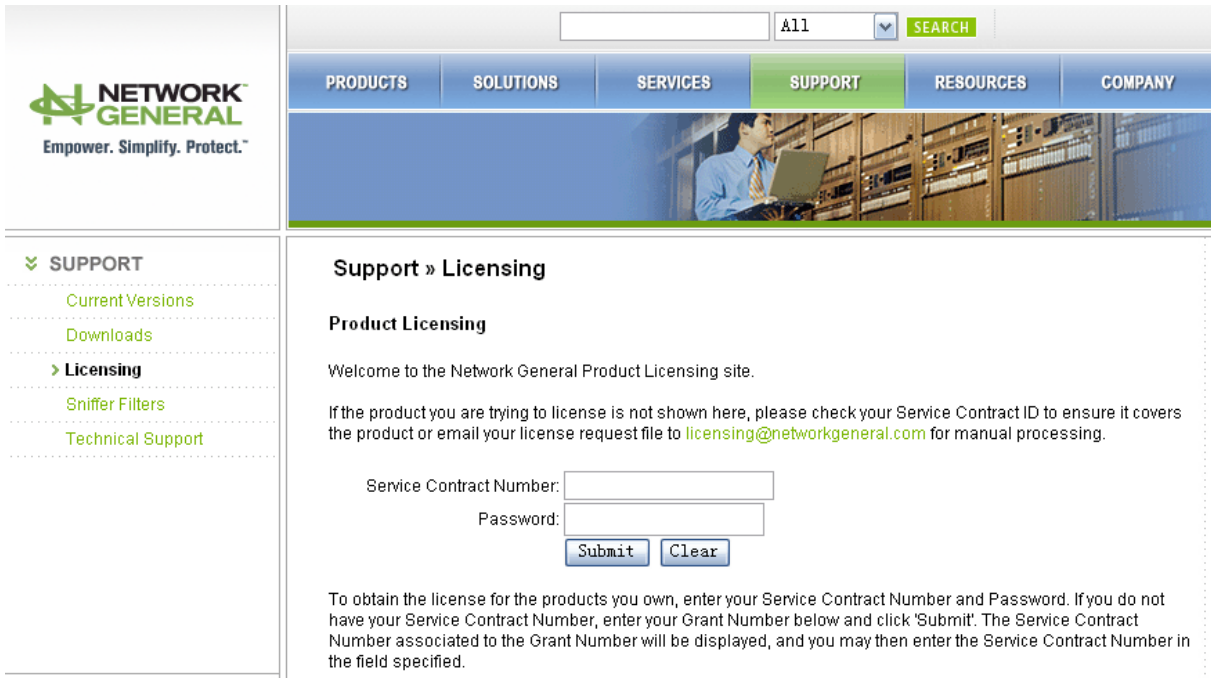 All
SEARCH
NETWORK
GENERAL
Empower. Simplify. Protect.™
PRODUCTS
SOLUTIONS
SERVICES
SUPPORT
RESOURCES
COMPANY
SUPPORT
Current Versions
Downloads
Licensing
Sniffer Filters
Technical Support
Support » Licensing
Product Licensing
Welcome to the Network General Product Licensing site.
If the product you are trying to license is not shown here, please check your Service Contract ID to ensure it covers
the product or email your license request file to licensing@networkgeneral.com for manual processing.
Service Contract Number:
Password:
Submit Clear
To obtain the license for the products you own, enter your Service Contract Number and Password. If you do not
have your Service Contract Number, enter your Grant Number below and click 'Submit'. The Service Contract
Number associated to the Grant Number will be displayed, and you may then enter the Service Contract Number in
the field specified.